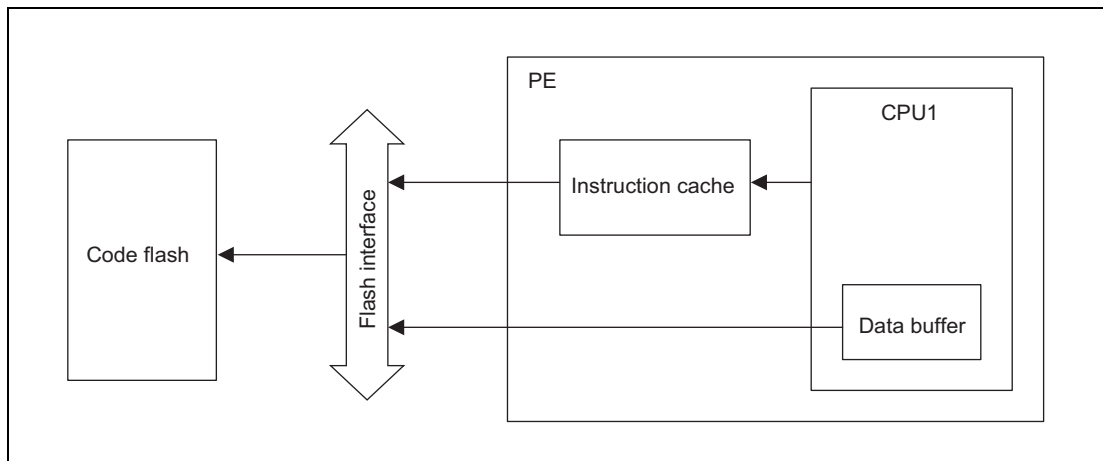 PE
CPU1
Instruction cache
Code flash
Flash interface
Data buffer